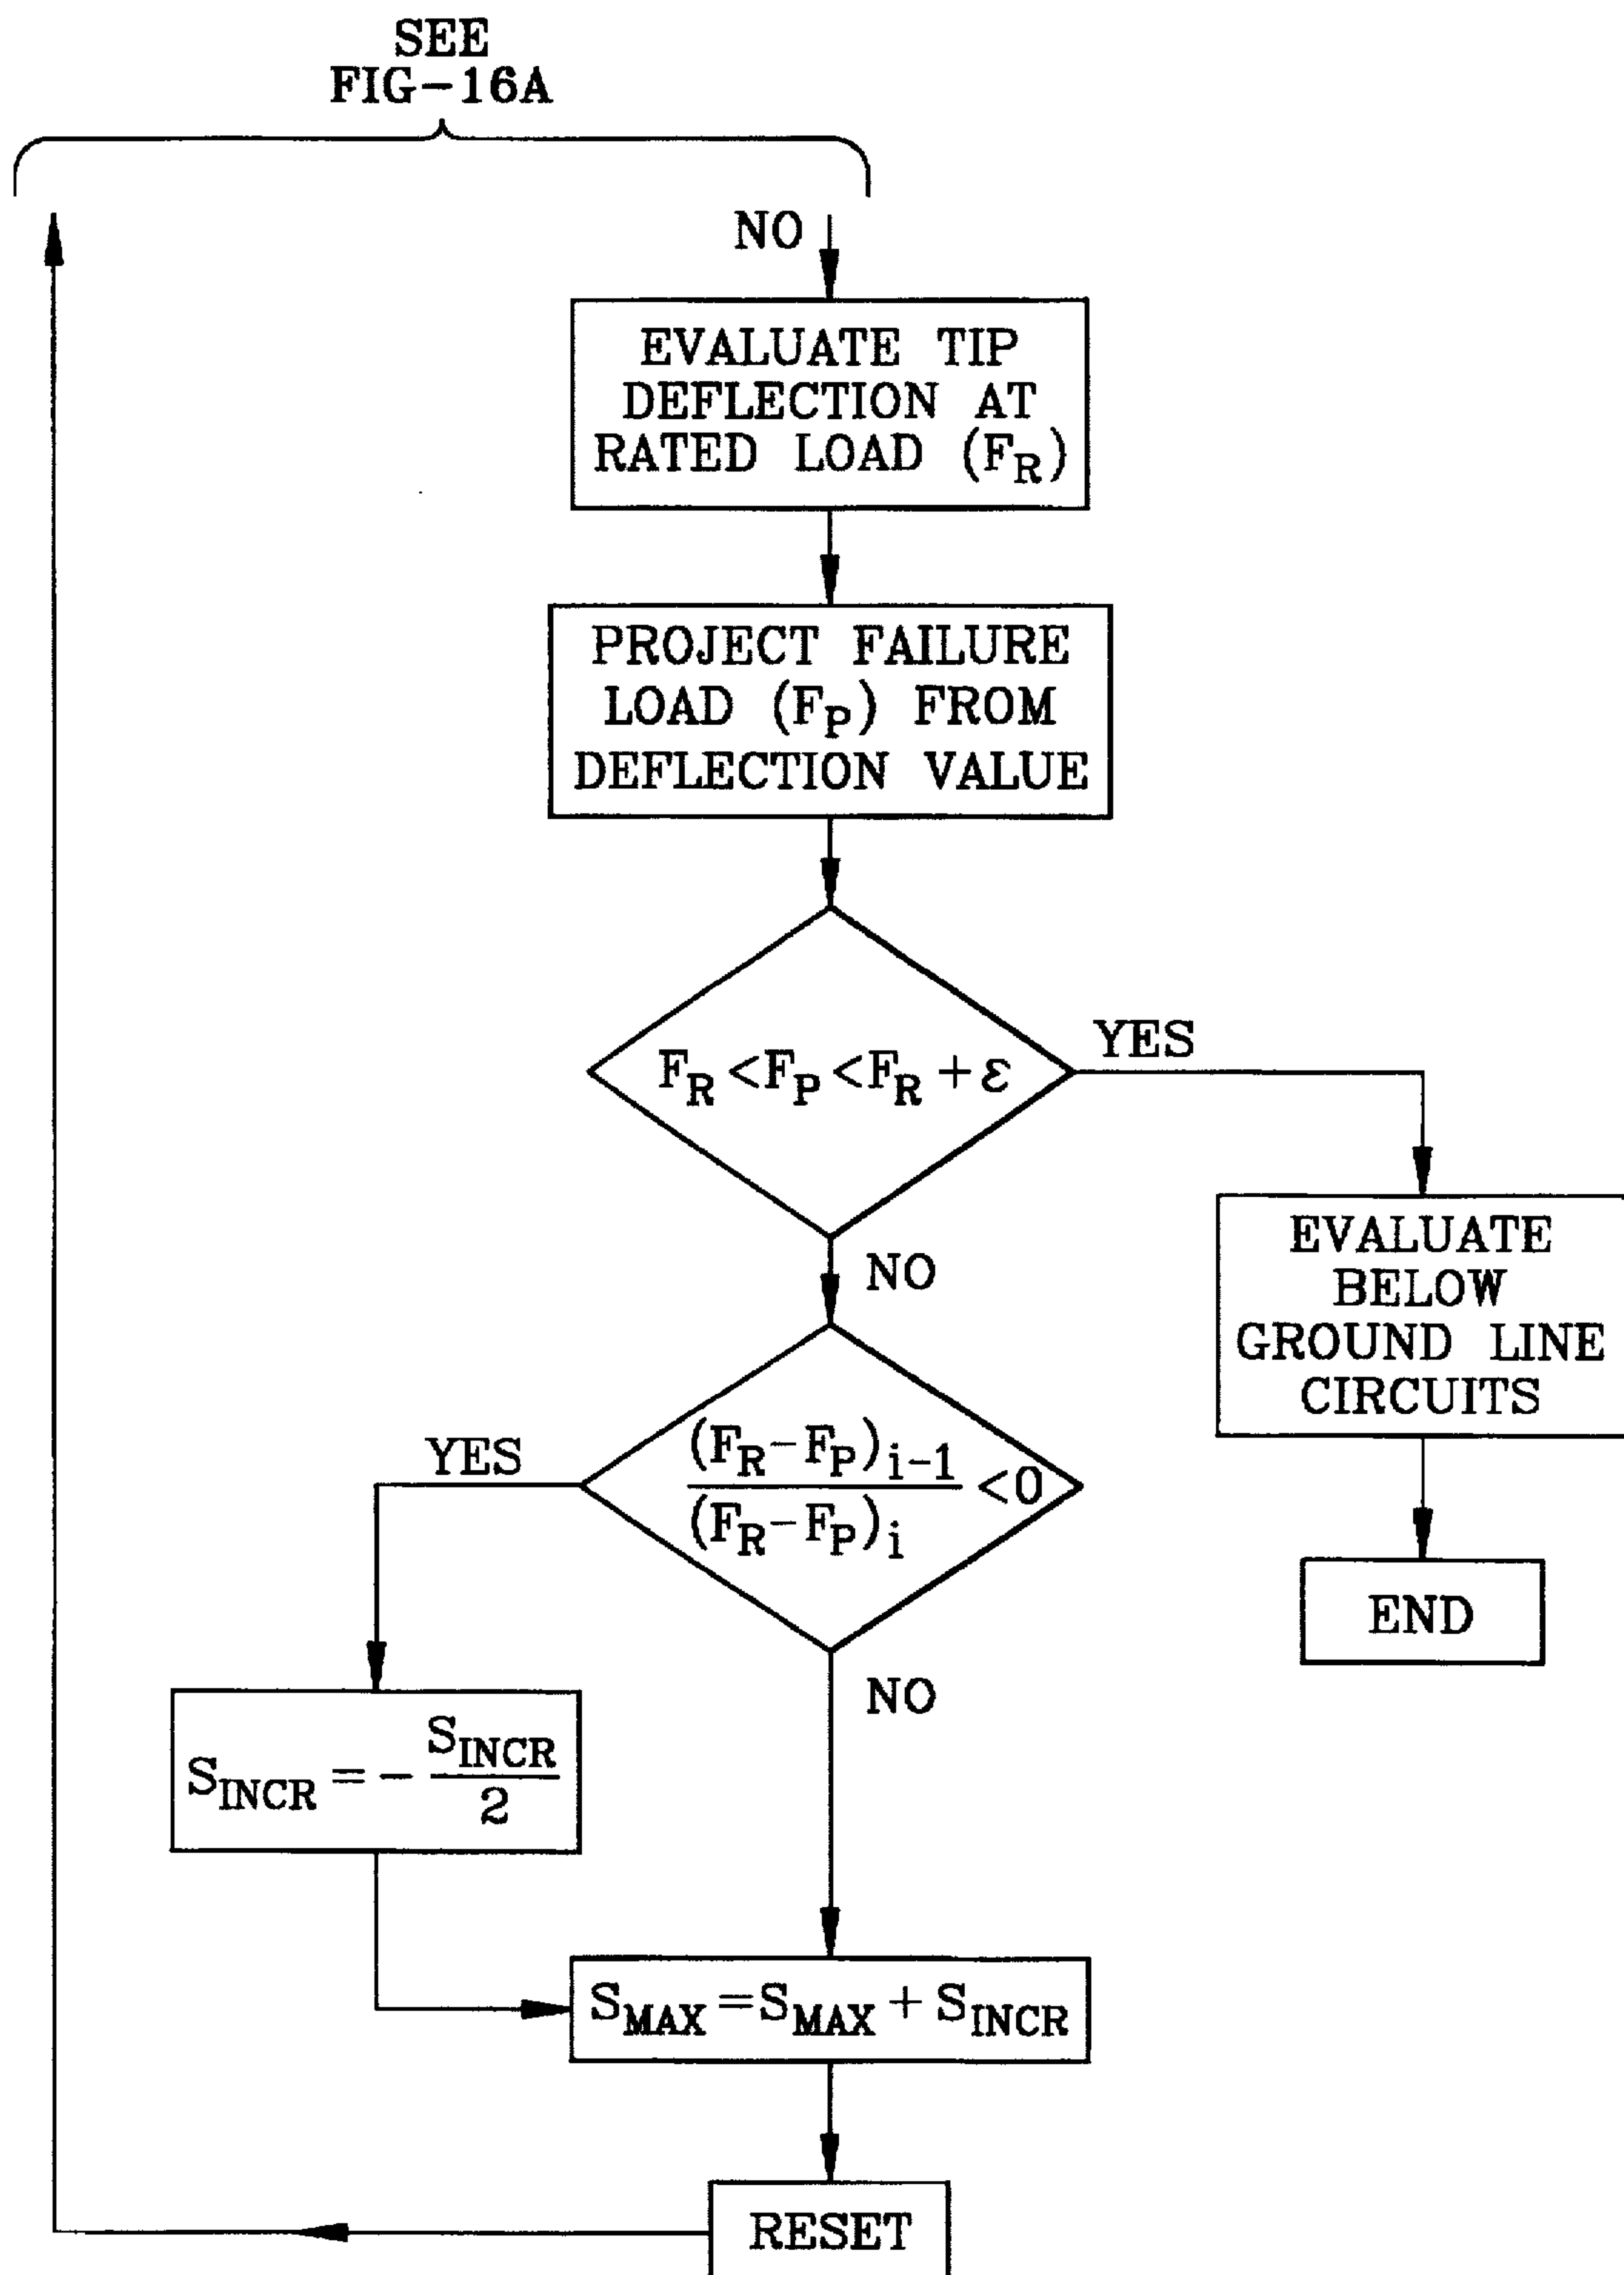 SEE
FIG-16A
NO
EVALUATE TIP
DEFLECTION AT
RATED LOAD (F_R)
PROJECT FAILURE
LOAD (F_P) FROM
DEFLECTION VALUE
F_R <F_P <F_R +ε
YES
NO
EVALUATE
BELOW
GROUND LINE
CIRCUITS
END
(F_R-F_P)_i-1
<0
(F_R-F_P)_i
YES
NO
S_INCR =- S_INCR
2
S_MAX =S_MAX + S_INCR
RESET